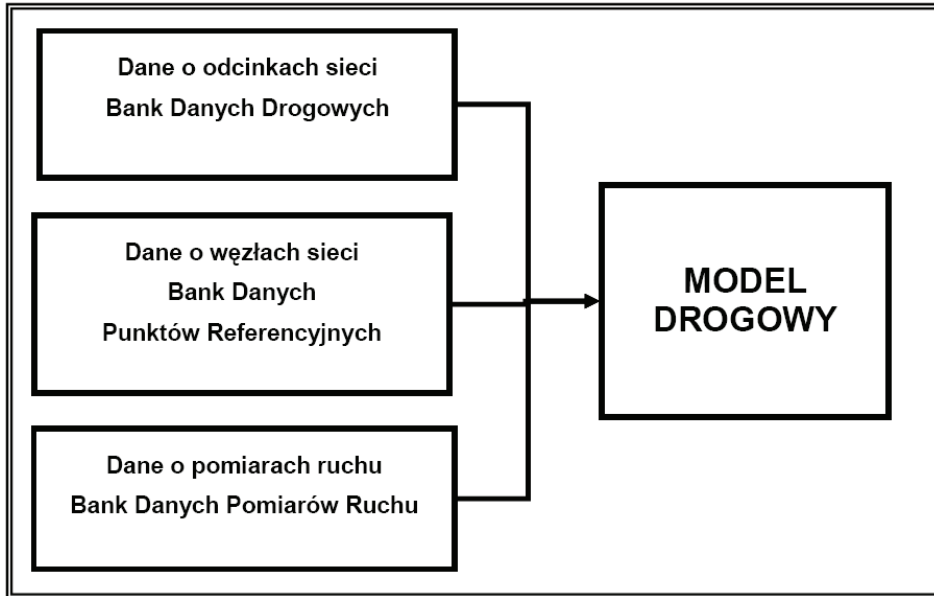 Dane o odcinkach sieci
Bank Danych Drogowych
Dane o węzłach sieci
Bank Danych
Punktów Referencyjnych
Dane o pomiarach ruchu
Bank Danych Pomiarów Ruchu
MODEL
DROGOWY